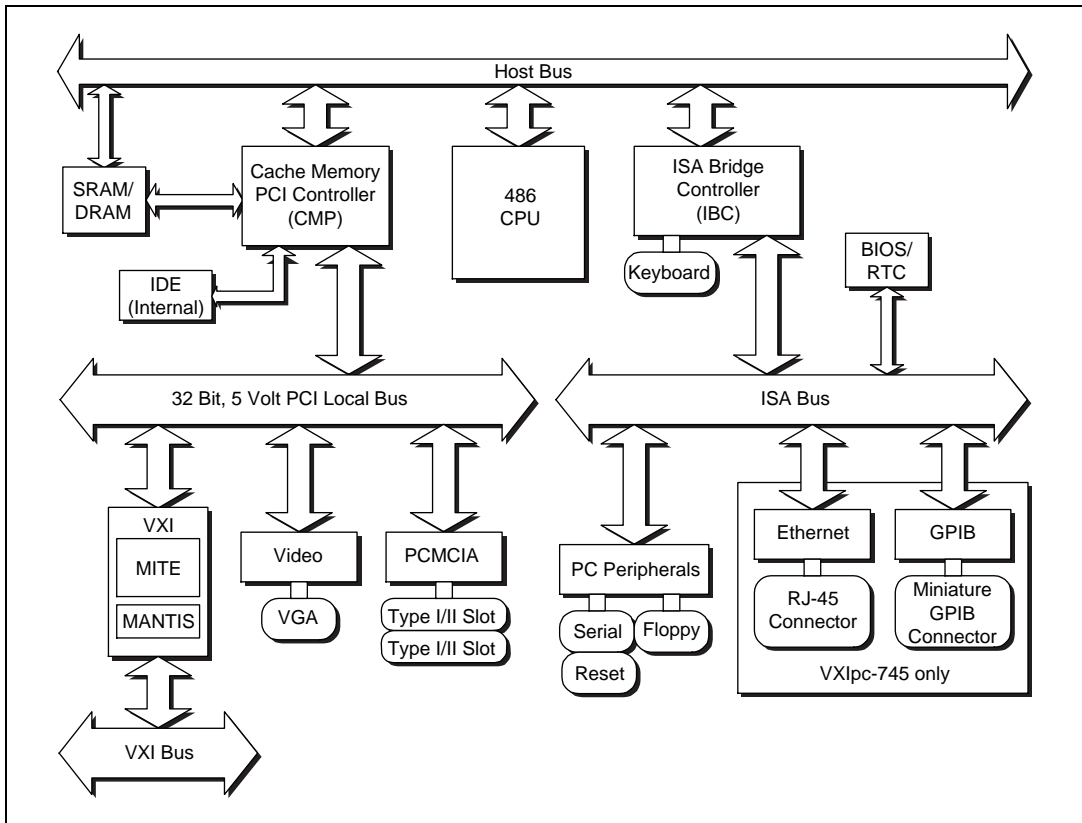 Host Bus
SRAM/
DRAM
Cache Memory
PCI Controller
(CMP)
486
CPU
ISA Bridge
Controller
(IBC)
Keyboard
BIOS/
RTC
IDE
(Internal)
32 Bit, 5 Volt PCI Local Bus
ISA Bus
VXI
MITE
MANTIS
Video
VGA
PCMCIA
Type I/II Slot
Type I/II Slot
PC Peripherals
Serial
Floppy
Reset
Ethernet
RJ-45
Connector
GPIB
Miniature
GPIB
Connector
VXIpc-745 only
VXI Bus